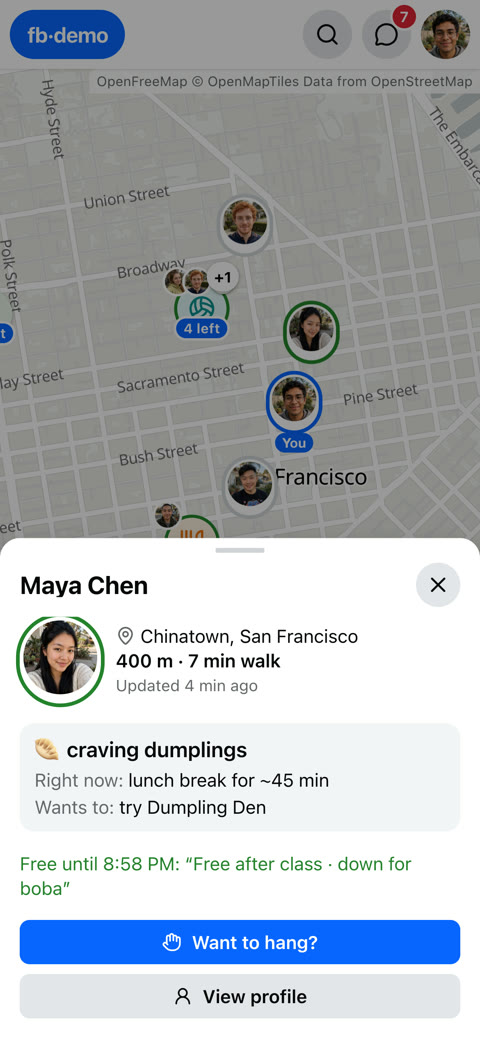 fb·demo
7
OpenFreeMap © OpenMapTiles Data from OpenStreetMap
Hyde Street
The Embarca
Union Street
Polk Street
Broadway
+1
4 left
t
lay Street
Sacramento Street
Pine Street
You
Bush Street
Francisco
eet
Maya Chen
Chinatown, San Francisco
400 m · 7 min walk
Updated 4 min ago
craving dumplings
Right now: lunch break for ~45 min
Wants to: try Dumpling Den
Free until 8:58 PM: “Free after class · down for
boba”
Want to hang?
View profile